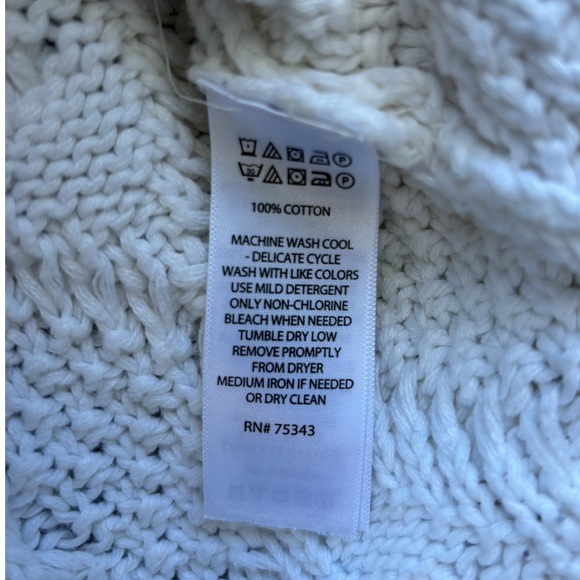 P
30 P
100% COTTON
MACHINE WASH COOL
- DELICATE CYCLE
WASH WITH LIKE COLORS
USE MILD DETERGENT
ONLY NON-CHLORINE
BLEACH WHEN NEEDED
TUMBLE DRY LOW
REMOVE PROMPTLY
FROM DRYER
MEDIUM IRON IF NEEDED
OR DRY CLEAN
RN# 75343